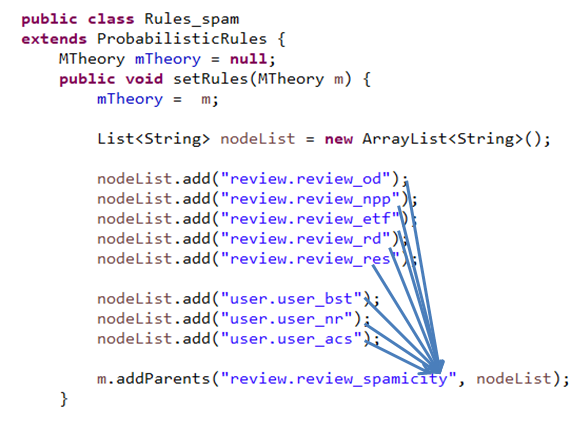 public class Rules_spam
extends ProbabilisticRules {
MTheory mTheory = null;
public void setRules(MTheory m) {
mTheory = m;
List<String> nodeList = new ArrayList<String>();
nodeList.add("review.review_od");
nodeList.add("review.review_npp");
nodeList.add("review.review_etf");
nodeList.add("review.review_rd");
nodeList.add("review.review_res");
nodeList.add("user.user_bst");
nodeList.add("user.user_nr");
nodeList.add("user.user_acs");
m.addParents("review.review_spamicity", nodeList);
}